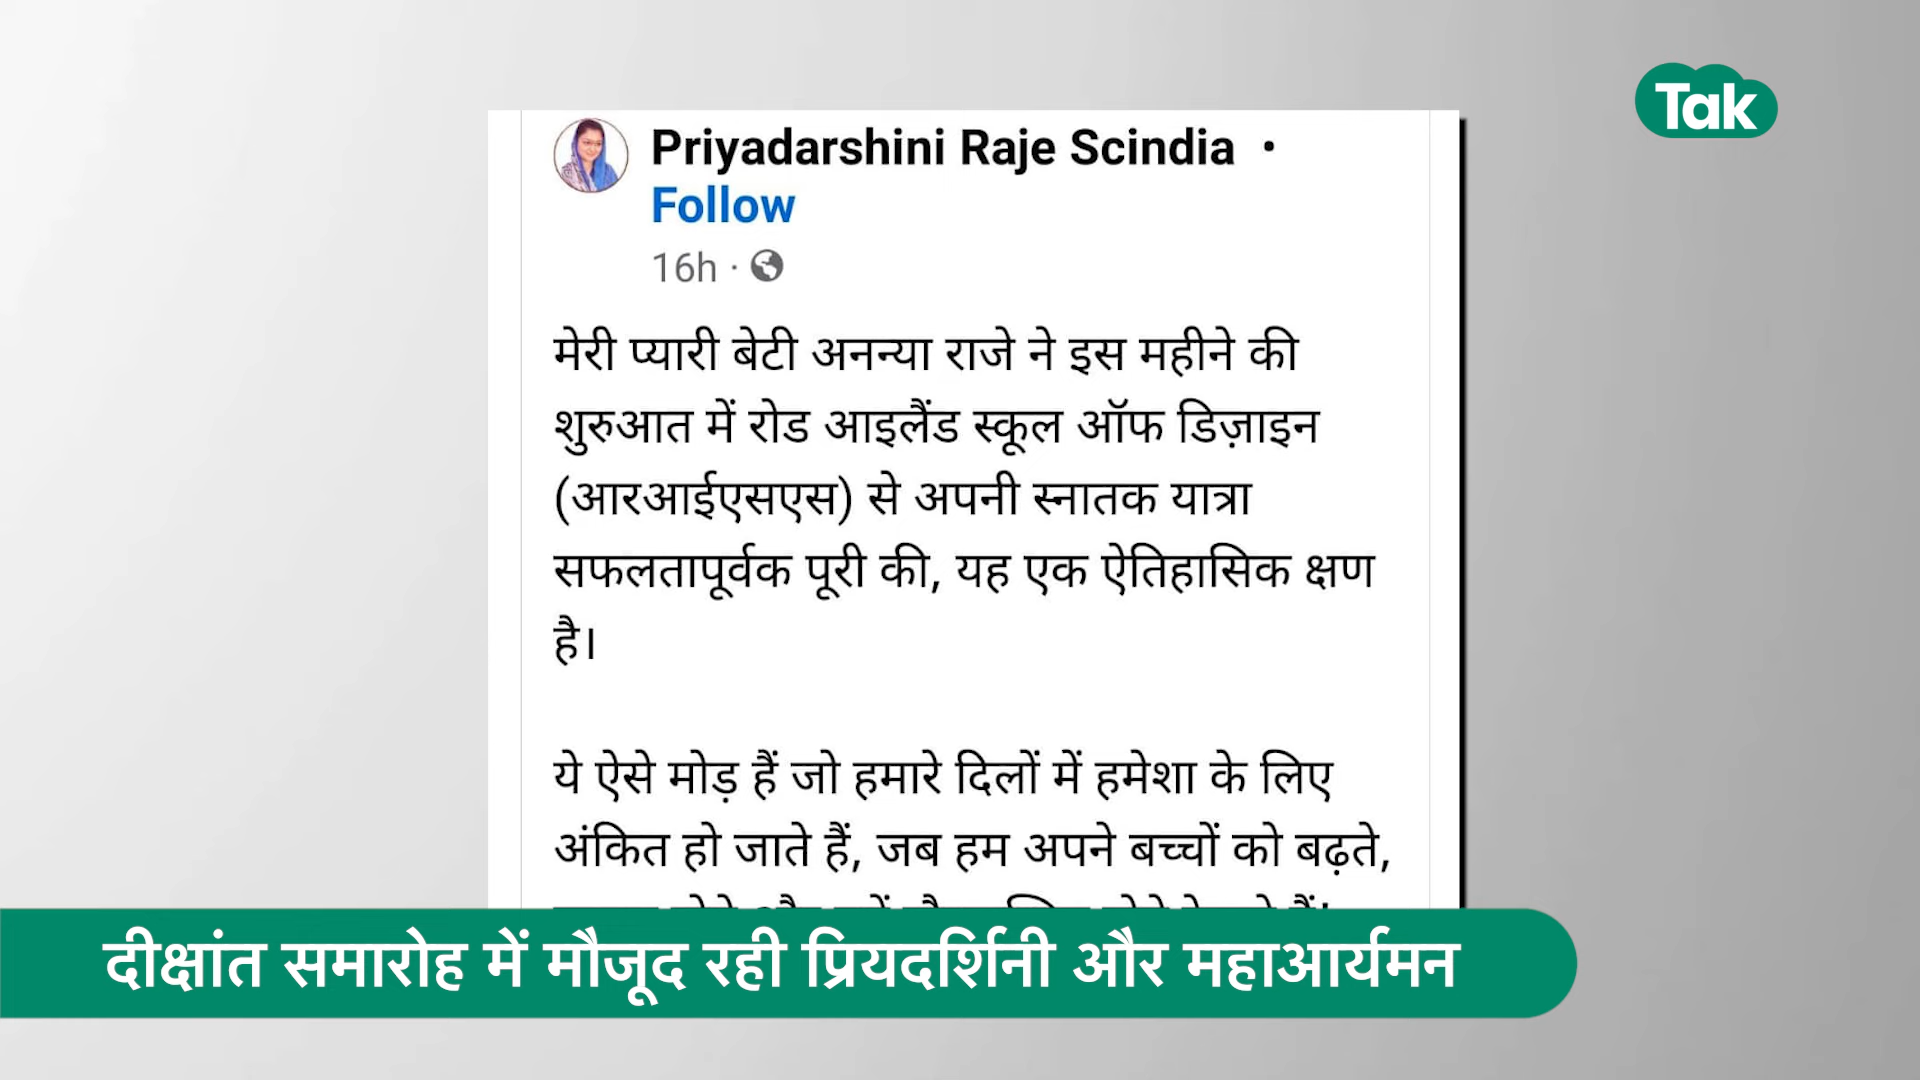 Tak
Priyadarshini Raje Scindia •
Follow
16h ·
मेरी प्यारी बेटी अनन्या राजे ने इस महीने की
शुरुआत में रोड आइलैंड स्कूल ऑफ डिज़ाइन
(आरआईएसएस) से अपनी स्नातक यात्रा
सफलतापूर्वक पूरी की, यह एक ऐतिहासिक क्षण
है।
ये ऐसे मोड़ हैं जो हमारे दिलों में हमेशा के लिए
अंकित हो जाते हैं, जब हम अपने बच्चों को बढ़ते,
दीक्षांत समारोह में मौजूद रही प्रियदर्शिनी और महाआर्यमन